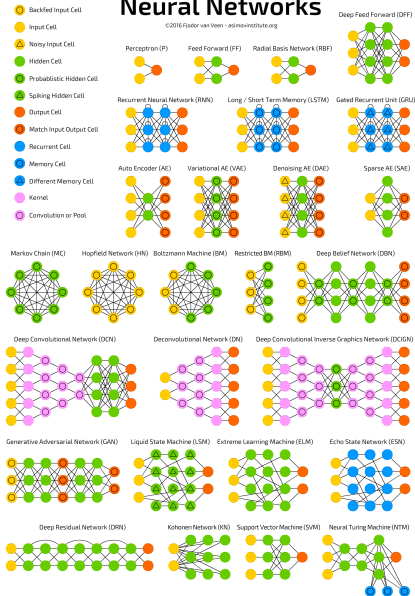 Neural Networks
©2016 Fjodor van Veen - asimovinstitute.org
Backfed Input Cell
Input Cell
Noisy Input Cell
Hidden Cell
Probablistic Hidden Cell
Spiking Hidden Cell
Output Cell
Match Input Output Cell
Recurrent Cell
Memory Cell
Different Memory Cell
Kernel
Convolution or Pool
Deep Feed Forward (DFF)
Perceptron (P)
Feed Forward (FF)
Radial Basis Network (RBF)
Recurrent Neural Network (RNN)
Long / Short Term Memory (LSTM)
Gated Recurrent Unit (GRU)
Auto Encoder (AE)
Variational AE (VAE)
Denoising AE (DAE)
Sparse AE (SAE)
Markov Chain (MC)
Hopfield Network (HN)
Boltzmann Machine (BM)
Restricted BM (RBM)
Deep Belief Network (DBN)
Deep Convolutional Network (DCN)
Deconvolutional Network (DN)
Deep Convolutional Inverse Graphics Network (DCIGN)
Generative Adversarial Network (GAN)
Liquid State Machine (LSM)
Extreme Learning Machine (ELM)
Echo State Network (ESN)
Deep Residual Network (DRN)
Kohonen Network (KN)
Support Vector Machine (SVM)
Neural Turing Machine (NTM)